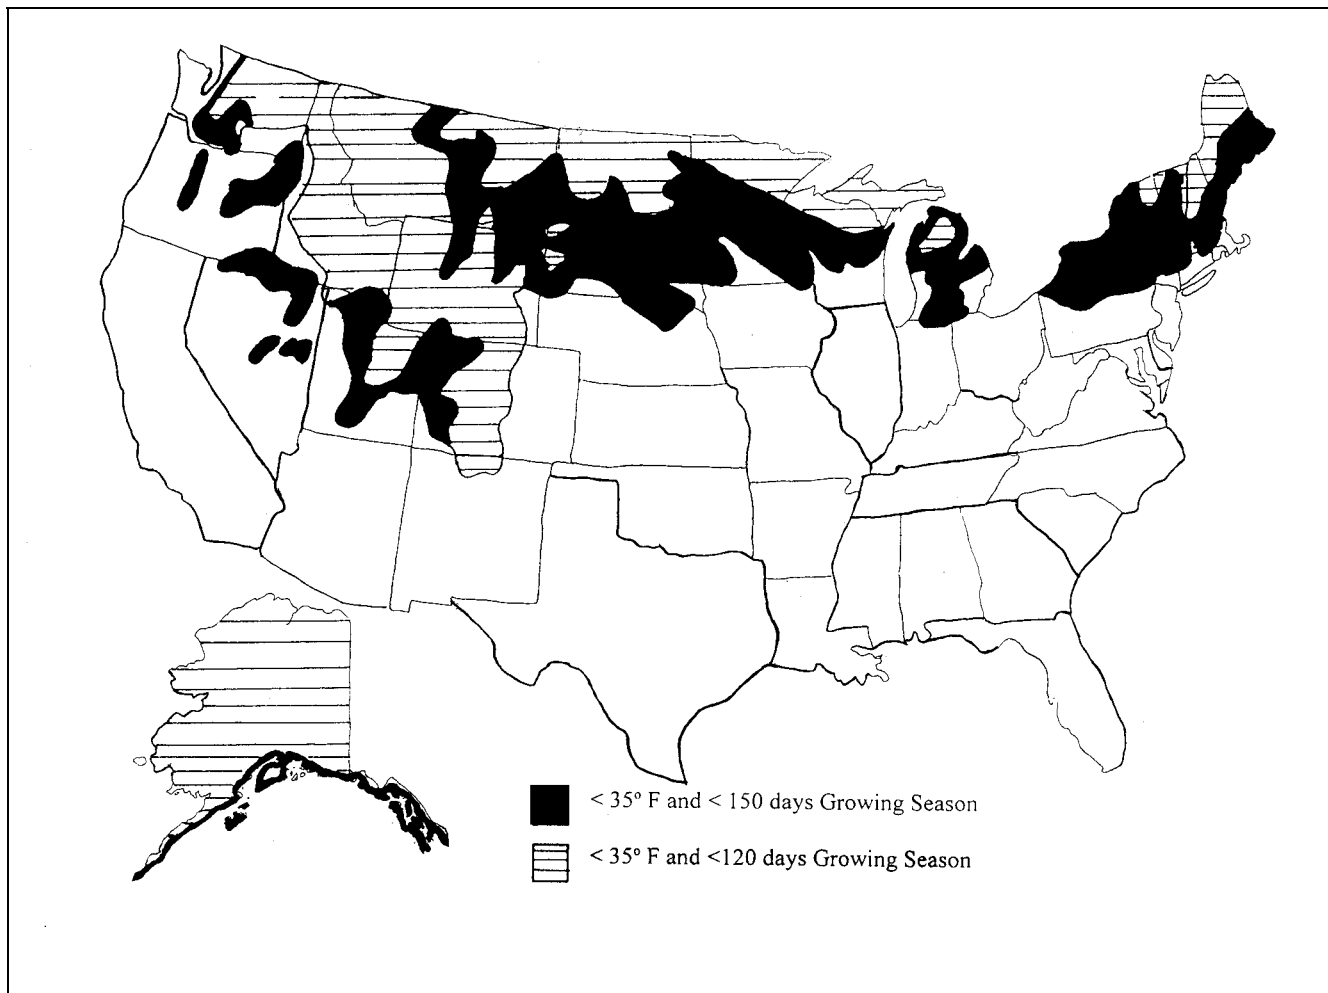 < 35° F and < 150 days Growing Season
< 35° F and <120 days Growing Season